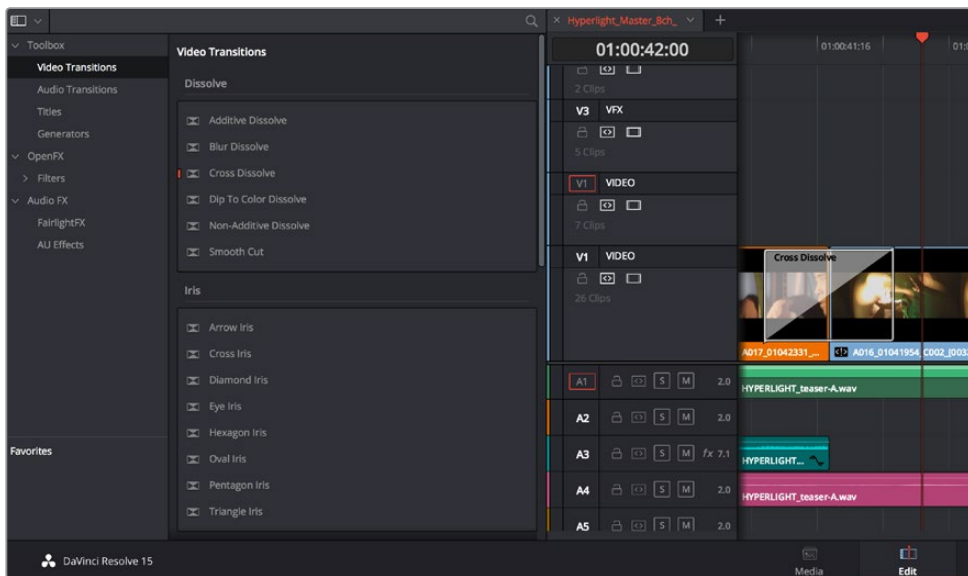 Hyperlight_Master_8ch_
Toolbox
Video Transitions
Audio Transitions
Titles
Generators
OpenFX
Filters
Audio FX
FairlightFX
AU Effects
Favorites
Video Transitions
Dissolve
Additive Dissolve
Blur Dissolve
Cross Dissolve
Dip To Color Dissolve
Non-Additive Dissolve
Smooth Cut
Iris
Arrow Iris
Cross Iris
Diamond Iris
Eye Iris
Hexagon Iris
Oval Iris
Pentagon Iris
Triangle Iris
01:00:42:00
01:00:41:16
2 Clips
V3 VFX
5 Clips
V1 VIDEO
7 Clips
V1 VIDEO
26 Clips
Cross Dissolve
A017_01042331_...
A016_01041954_C002_[003
A1 S M 2.0
HYPERLIGHT_teaser-A.wav
A2 S M 2.0
A3 S M fx 7.1
HYPERLIGHT...
A4 S M 2.0
HYPERLIGHT_teaser-A.wav
A5 S M 2.0
DaVinci Resolve 15
Media
Edit